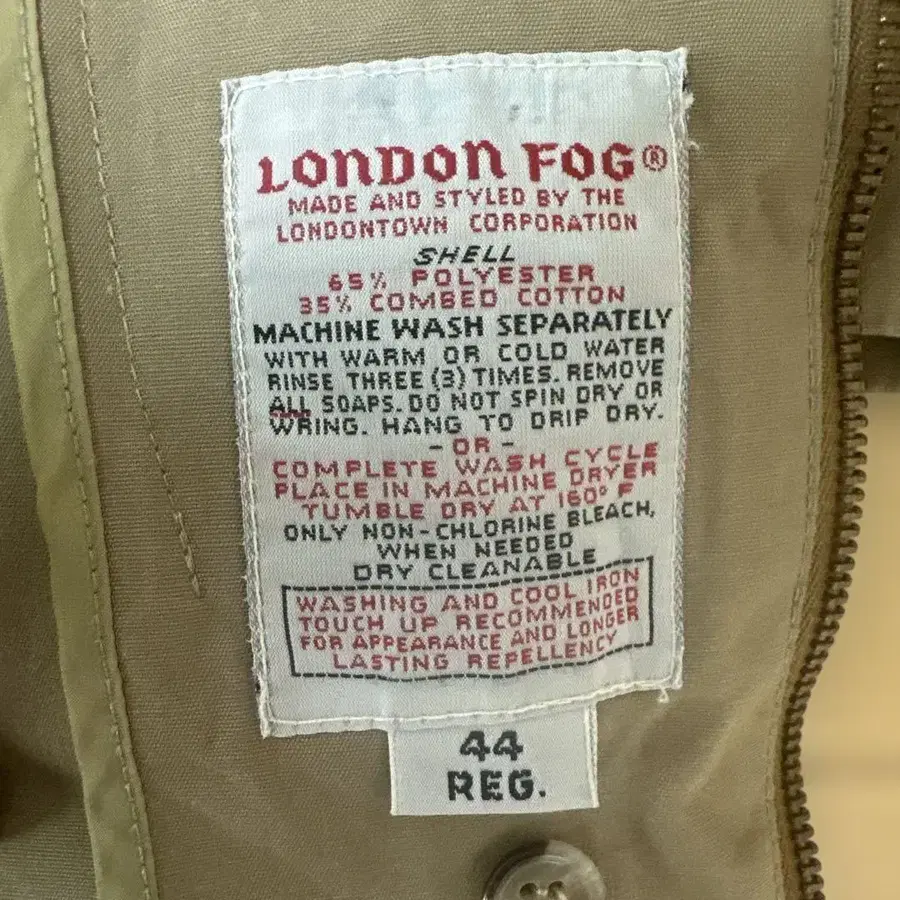 LONDON FOG®
MADE AND STYLED BY THE
LONDONTOWN CORPORATION
SHELL
65% POLYESTER
35% COMBED COTTON
MACHINE WASH SEPARATELY
WITH WARM OR COLD WATER
RINSE THREE (3) TIMES. REMOVE
ALL SOAPS. DO NOT SPIN DRY OR
WRING. HANG TO DRIP DRY.
- OR -
COMPLETE WASH CYCLE
PLACE IN MACHINE DRYER
TUMBLE DRY AT 160° F
ONLY NON-CHLORINE BLEACH,
WHEN NEEDED
DRY CLEANABLE
WASHING AND COOL IRON
TOUCH UP RECOMMENDED
FOR APPEARANCE AND LONGER
LASTING REPELLENCY
44
REG.